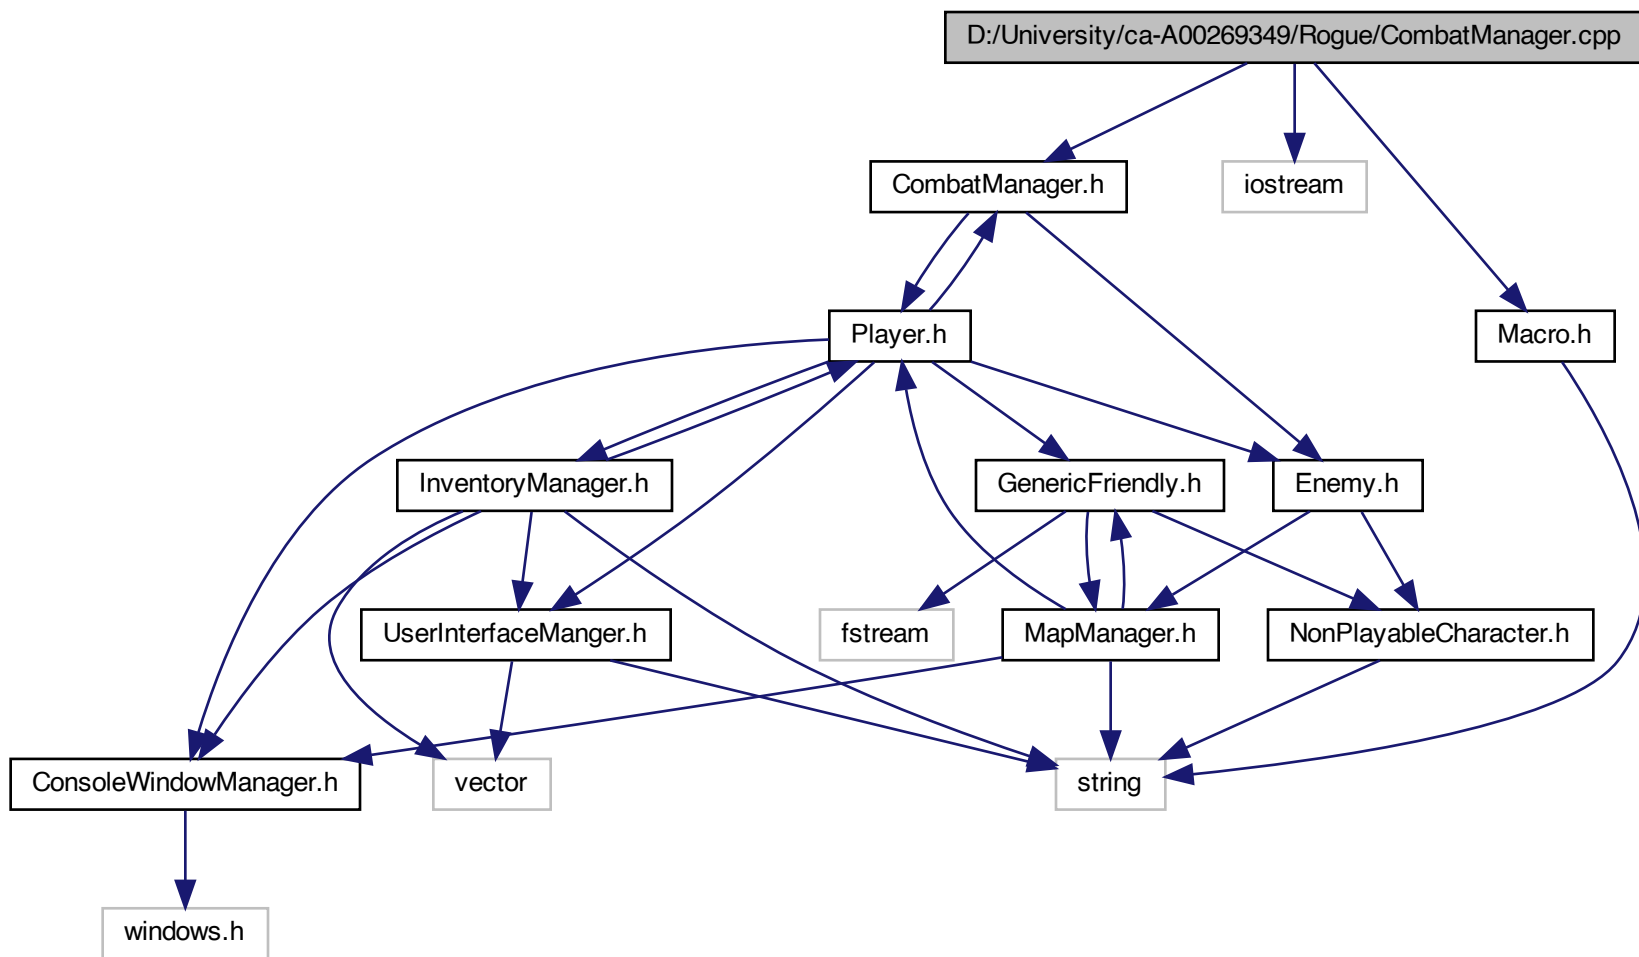 D:/University/ca-A00269349/Rogue/CombatManager.cpp
CombatManager.h
iostream
Player.h
Macro.h
InventoryManager.h
GenericFriendly.h
Enemy.h
UserInterfaceManger.h
fstream
MapManager.h
NonPlayableCharacter.h
ConsoleWindowManager.h
vector
string
windows.h